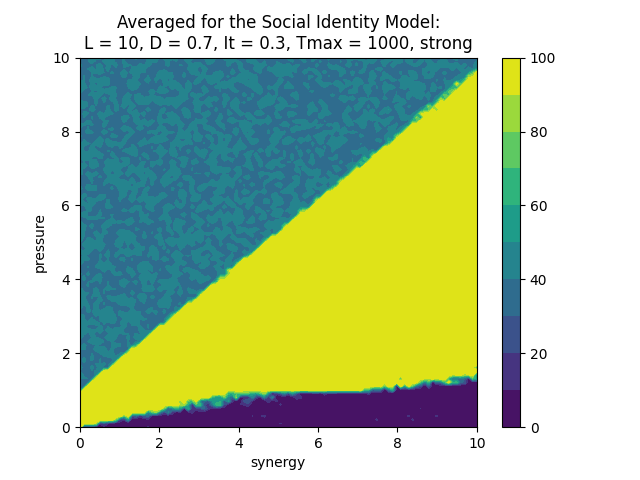 Averaged for the Social Identity Model:
L = 10, D = 0.7, It = 0.3, Tmax = 1000, strong
10
8
6
4
2
0
pressure
0 2 4 6 8 10
synergy
100
80
60
40
20
0